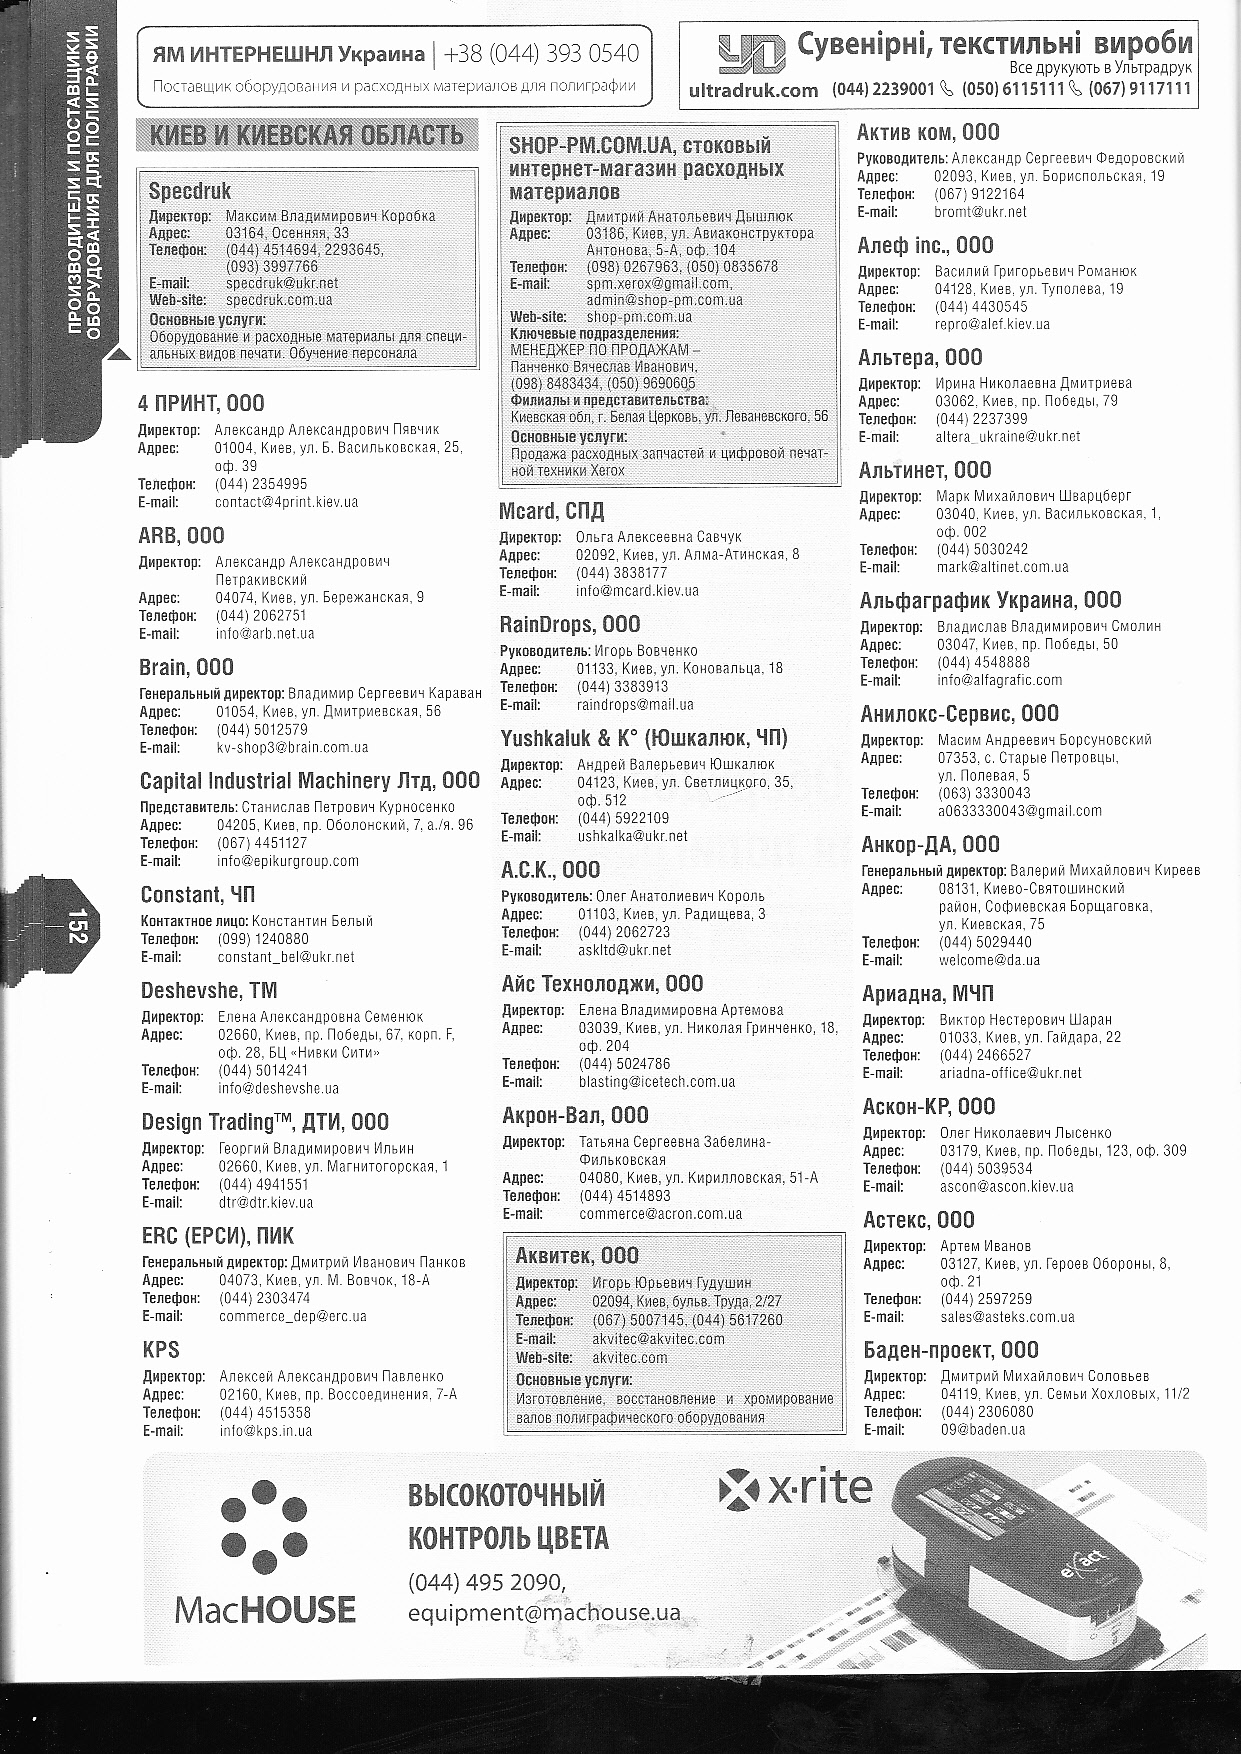 ПРОИЗВОДИТЕЛИ И ПОСТАВЩИКИ
ОБОРУДОВАНИЯ ДЛЯ ПОЛИГРАФИИ
152
ЯМ ИНТЕРНЕШНЛ Украина | +38 (044) 393 0540
Поставщик оборудования и расходных материалов для полиграфии
УД Сувенірні, текстильні вироби
Все друкують в Ультрадрук
ultradruk.com (044) 2239001 (050) 6115111 (067) 9117111
КИЕВ И КИЕВСКАЯ ОБЛАСТЬ
Specdruk
Директор: Максим Владимирович Коробка
Адрес: 03164, Осенняя, 33
Телефон: (044) 4514694, 2293645,
(093) 3997766
E-mail: specdruk@ukr.net
Web-site: specdruk.com.ua
Основные услуги:
Оборудование и расходные материалы для специ-
альных видов печати. Обучение персонала
4 ПРИНТ, ООО
Директор: Александр Александрович Пявчик
Адрес: 01004, Киев, ул. Б. Васильковская, 25,
оф. 39
Телефон: (044) 2354995
E-mail: contact@4print.kiev.ua
ARB, ООО
Директор: Александр Александрович
Петракивский
Адрес: 04074, Киев, ул. Бережанская, 9
Телефон: (044) 2062751
E-mail: info@arb.net.ua
Brain, ООО
Генеральный директор: Владимир Сергеевич Караван
Адрес: 01054, Киев, ул. Дмитриевская, 56
Телефон: (044) 5012579
E-mail: kv-shop3@brain.com.ua
Capital Industrial Machinery Лтд, ООО
Представитель: Станислав Петрович Курносенко
Адрес: 04205, Киев, пр. Оболонский, 7, а./я. 96
Телефон: (067) 4451127
E-mail: info@epikurgroup.com
Constant, ЧП
Контактное лицо: Константин Белый
Телефон: (099) 1240880
E-mail: constant_bel@ukr.net
Deshevshe, ТМ
Директор: Елена Александровна Семенюк
Адрес: 02660, Киев, пр. Победы, 67, корп. F,
оф. 28, БЦ «Нивки Сити»
Телефон: (044) 5014241
E-mail: info@deshevshe.ua
Design Trading™, ДТИ, ООО
Директор: Георгий Владимирович Ильин
Адрес: 02660, Киев, ул. Магнитогорская, 1
Телефон: (044) 4941551
E-mail: dtr@dtr.kiev.ua
ERC (ЕРСИ), ПИК
Генеральный директор: Дмитрий Иванович Панков
Адрес: 04073, Киев, ул. М. Вовчок, 18-А
Телефон: (044) 2303474
E-mail: commerce_dep@erc.ua
KPS
Директор: Алексей Александрович Павленко
Адрес: 02160, Киев, пр. Воссоединения, 7-А
Телефон: (044) 4515358
E-mail: info@kps.in.ua
SHOP-PM.COM.UA, стоковый
интернет-магазин расходных
материалов
Директор: Дмитрий Анатольевич Дышлюк
Адрес: 03186, Киев, ул. Авиаконструктора
Антонова, 5-А, оф. 104
Телефон: (098) 0267963, (050) 0835678
E-mail: spm.xerox@gmail.com,
admin@shop-pm.com.ua
Web-site: shop-pm.com.ua
Ключевые подразделения:
МЕНЕДЖЕР ПО ПРОДАЖАМ –
Панченко Вячеслав Иванович,
(098) 8483434, (050) 9690605
Филиалы и представительства:
Киевская обл, г. Белая Церковь, ул. Леваневского, 56
Основные услуги:
Продажа расходных запчастей и цифровой печат-
ной техники Xerox
Mcard, СПД
Директор: Ольга Алексеевна Савчук
Адрес: 02092, Киев, ул. Алма-Атинская, 8
Телефон: (044) 3838177
E-mail: info@mcard.kiev.ua
RainDrops, ООО
Руководитель: Игорь Вовченко
Адрес: 01133, Киев, ул. Коновальца, 18
Телефон: (044) 3383913
E-mail: raindrops@mail.ua
Yushkaluk & K° (Юшкалюк, ЧП)
Директор: Андрей Валерьевич Юшкалюк
Адрес: 04123, Киев, ул. Светлицкого, 35,
оф. 512
Телефон: (044) 5922109
E-mail: ushkalka@ukr.net
А.С.К., ООО
Руководитель: Олег Анатолиевич Король
Адрес: 01103, Киев, ул. Радищева, 3
Телефон: (044) 2062723
E-mail: askltd@ukr.net
Айс Технолоджи, ООО
Директор: Елена Владимировна Артемова
Адрес: 03039, Киев, ул. Николая Гринченко, 18,
оф. 204
Телефон: (044) 5024786
E-mail: blasting@icetech.com.ua
Акрон-Вал, ООО
Директор: Татьяна Сергеевна Забелина-
Фильковская
Адрес: 04080, Киев, ул. Кирилловская, 51-А
Телефон: (044) 4514893
E-mail: commerce@acron.com.ua
Аквитек, ООО
Директор: Игорь Юрьевич Гудушин
Адрес: 02094, Киев, бульв. Труда, 2/27
Телефон: (067) 5007145, (044) 5617260
E-mail: akvitec@akvitec.com
Web-site: akvitec.com
Основные услуги:
Изготовление, восстановление и хромирование
валов полиграфического оборудования
Актив ком, ООО
Руководитель: Александр Сергеевич Федоровский
Адрес: 02093, Киев, ул. Бориспольская, 19
Телефон: (067) 9122164
E-mail: bromt@ukr.net
Алеф inc., ООО
Директор: Василий Григорьевич Романюк
Адрес: 04128, Киев, ул. Туполева, 19
Телефон: (044) 4430545
E-mail: repro@alef.kiev.ua
Альтера, ООО
Директор: Ирина Николаевна Дмитриева
Адрес: 03062, Киев, пр. Победы, 79
Телефон: (044) 2237399
E-mail: altera_ukraine@ukr.net
Альтинет, ООО
Директор: Марк Михайлович Шварцберг
Адрес: 03040, Киев, ул. Васильковская, 1,
оф. 002
Телефон: (044) 5030242
E-mail: mark@altinet.com.ua
Альфаграфик Украина, ООО
Директор: Владислав Владимирович Смолин
Адрес: 03047, Киев, пр. Победы, 50
Телефон: (044) 4548888
E-mail: info@alfagrafic.com
Анилокс-Сервис, ООО
Директор: Масим Андреевич Борсуновский
Адрес: 07353, с. Старые Петровцы,
ул. Полевая, 5
Телефон: (063) 3330043
E-mail: a0633330043@gmail.com
Анкор-ДА, ООО
Генеральный директор: Валерий Михайлович Киреев
Адрес: 08131, Киево-Святошинский
район, Софиевская Борщаговка,
ул. Киевская, 75
Телефон: (044) 5029440
E-mail: welcome@da.ua
Ариадна, МЧП
Директор: Виктор Нестерович Шаран
Адрес: 01033, Киев, ул. Гайдара, 22
Телефон: (044) 2466527
E-mail: ariadna-office@ukr.net
Аскон-КР, ООО
Директор: Олег Николаевич Лысенко
Адрес: 03179, Киев, пр. Победы, 123, оф. 309
Телефон: (044) 5039534
E-mail: ascon@ascon.kiev.ua
Астекс, ООО
Директор: Артем Иванов
Адрес: 03127, Киев, ул. Героев Обороны, 8,
оф. 21
Телефон: (044) 2597259
E-mail: sales@asteks.com.ua
Баден-проект, ООО
Директор: Дмитрий Михайлович Соловьев
Адрес: 04119, Киев, ул. Семьи Хохловых, 11/2
Телефон: (044) 2306080
E-mail: 09@baden.ua
MacHOUSE
ВЫСОКОТОЧНЫЙ
КОНТРОЛЬ ЦВЕТА
(044) 495 2090,
equipment@machouse.ua
x·rite
eXact